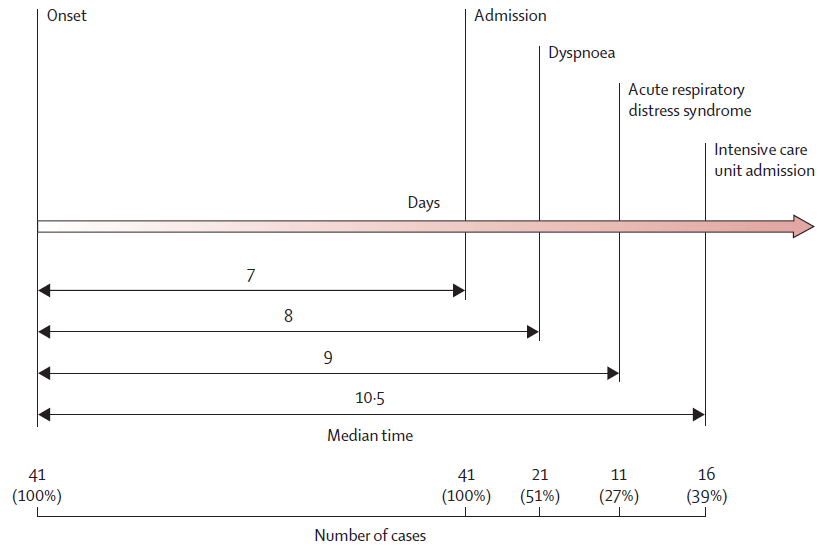 Onset
Admission
Dyspnoea
Acute respiratory
distress syndrome
Intensive care
unit admission
Days
7
8
9
10·5
Median time
41 41 21 11 16
(100%) (100%) (51%) (27%) (39%)
Number of cases